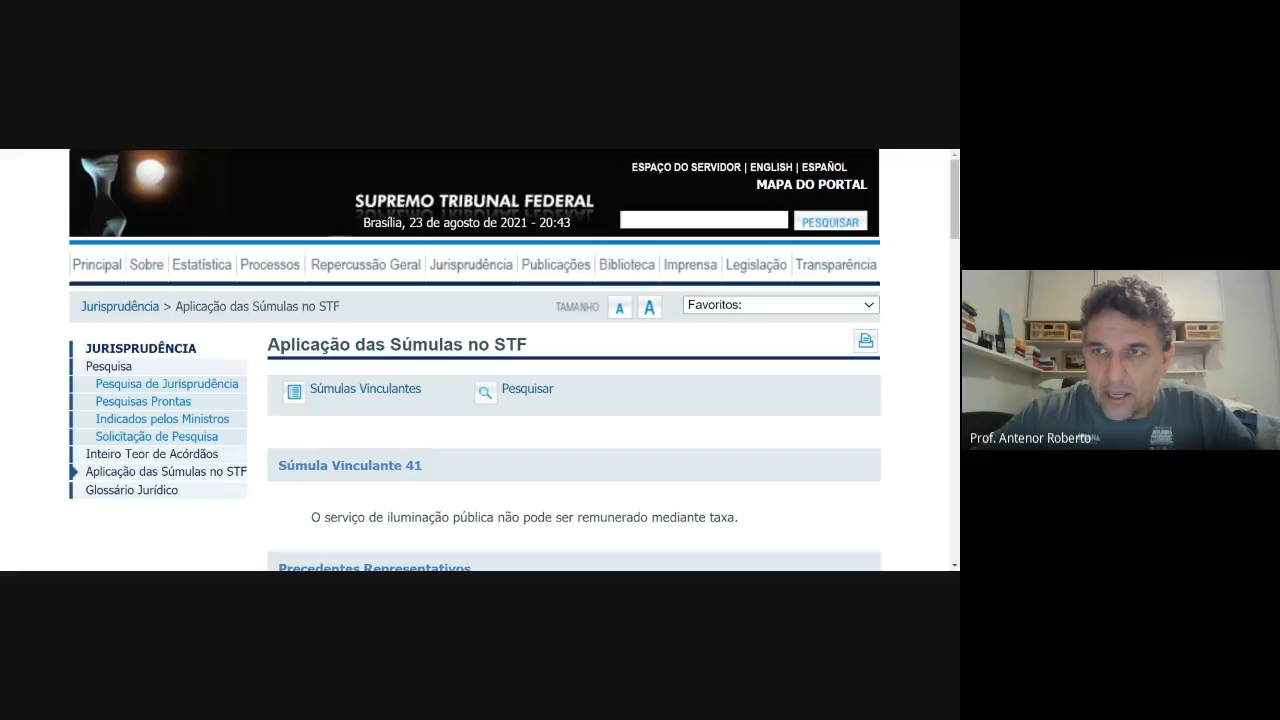 ESPAÇO DO SERVIDOR | ENGLISH | ESPAÑOL
MAPA DO PORTAL
SUPREMO TRIBUNAL FEDERAL
Brasília, 23 de agosto de 2021 - 20:43
PESQUISAR
Principal Sobre Estatística Processos Repercussão Geral Jurisprudência Publicações Biblioteca Imprensa Legislação Transparência
Jurisprudência > Aplicação das Súmulas no STF
TAMANHO A A
Favoritos:
JURISPRUDÊNCIA
Pesquisa
Pesquisa de Jurisprudência
Pesquisas Prontas
Indicados pelos Ministros
Solicitação de Pesquisa
Inteiro Teor de Acórdãos
Aplicação das Súmulas no STF
Glossário Jurídico
Aplicação das Súmulas no STF
Súmulas Vinculantes
Pesquisar
Súmula Vinculante 41
O serviço de iluminação pública não pode ser remunerado mediante taxa.
Precedentes Representativos
Prof. Antenor Roberto